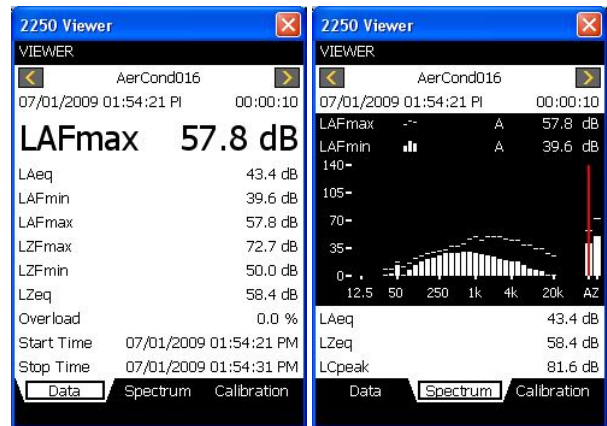 2250 Viewer
VIEWER
AerCond016
07/01/2009 01:54:21 PI 00:00:10
LAFmax 57.8 dB
LAeq 43.4 dB
LAFmin 39.6 dB
LAFmax 57.8 dB
LZFmax 72.7 dB
LZFmin 50.0 dB
LZeq 58.4 dB
Overload 0.0 %
Start Time 07/01/2009 01:54:21 PM
Stop Time 07/01/2009 01:54:31 PM
Data Spectrum Calibration
2250 Viewer
VIEWER
AerCond016
07/01/2009 01:54:21 PI 00:00:10
LAFmax A 57.8 dB
LAFmin A 39.6 dB
140
105
70
35
0
12.5 50 250 1k 4k 20k AZ
LAeq 43.4 dB
LZeq 58.4 dB
LCpeak 81.6 dB
Data Spectrum Calibration